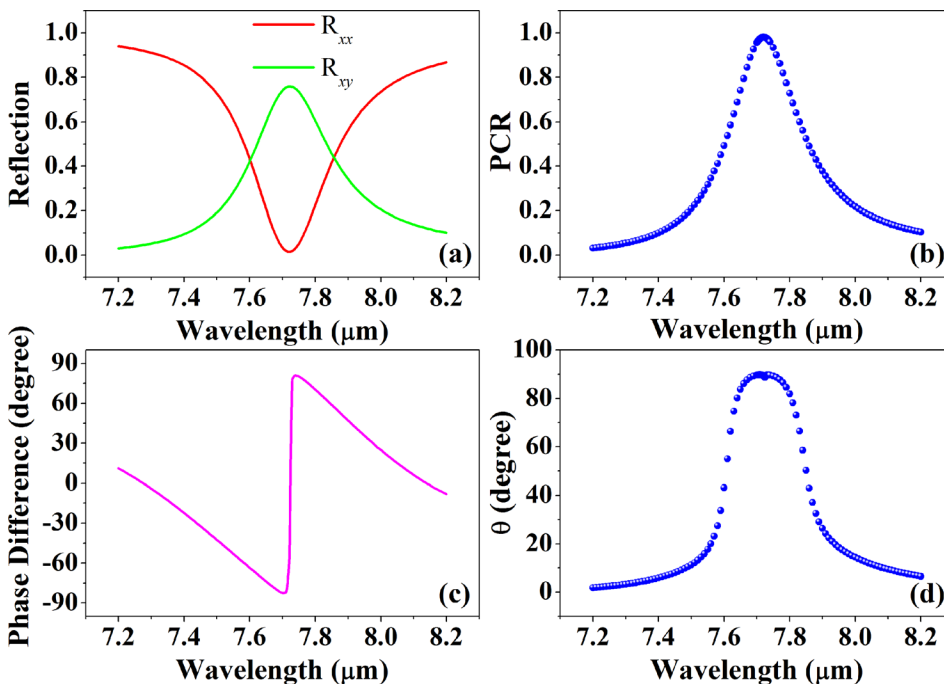 R_xx
R_xy
1.0
0.8
0.6
0.4
0.2
0.0
Reflection
7.2 7.4 7.6 7.8 8.0 8.2
Wavelength (μm)
(a)
1.0
0.8
0.6
0.4
0.2
0.0
PCR
7.2 7.4 7.6 7.8 8.0 8.2
Wavelength (μm)
(b)
90
60
30
0
-30
-60
-90
Phase Difference (degree)
7.2 7.4 7.6 7.8 8.0 8.2
Wavelength (μm)
(c)
100
80
60
40
20
0
θ (degree)
7.2 7.4 7.6 7.8 8.0 8.2
Wavelength (μm)
(d)